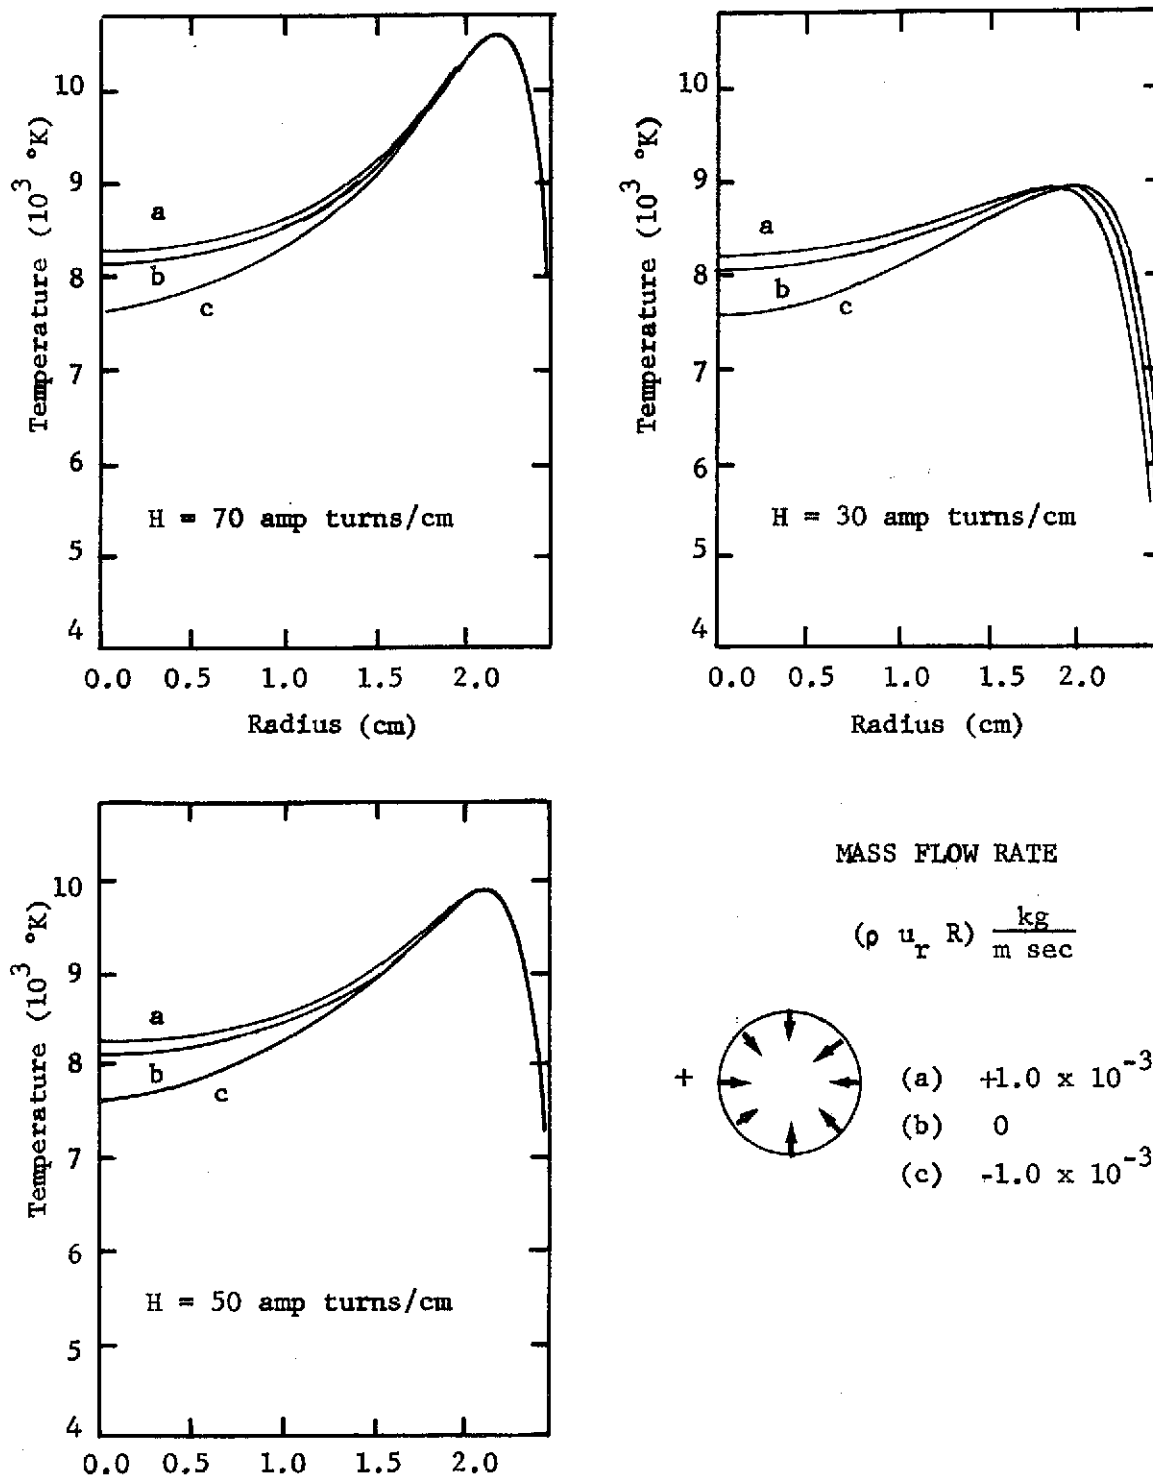 Temperature (10³ °K)
10
9
8
7
6
5
4
a
b
c
H = 70 amp turns/cm
0.0 0.5 1.0 1.5 2.0
Radius (cm)
Temperature (10³ °K)
10
9
8
7
6
5
4
a
b
c
H = 30 amp turns/cm
0.0 0.5 1.0 1.5 2.0
Radius (cm)
Temperature (10³ °K)
10
9
8
7
6
5
4
a
b
c
H = 50 amp turns/cm
0.0 0.5 1.0 1.5 2.0
MASS FLOW RATE
(ρ u_r R) kg/m sec
+
(a) +1.0 x 10⁻³
(b) 0
(c) -1.0 x 10⁻³